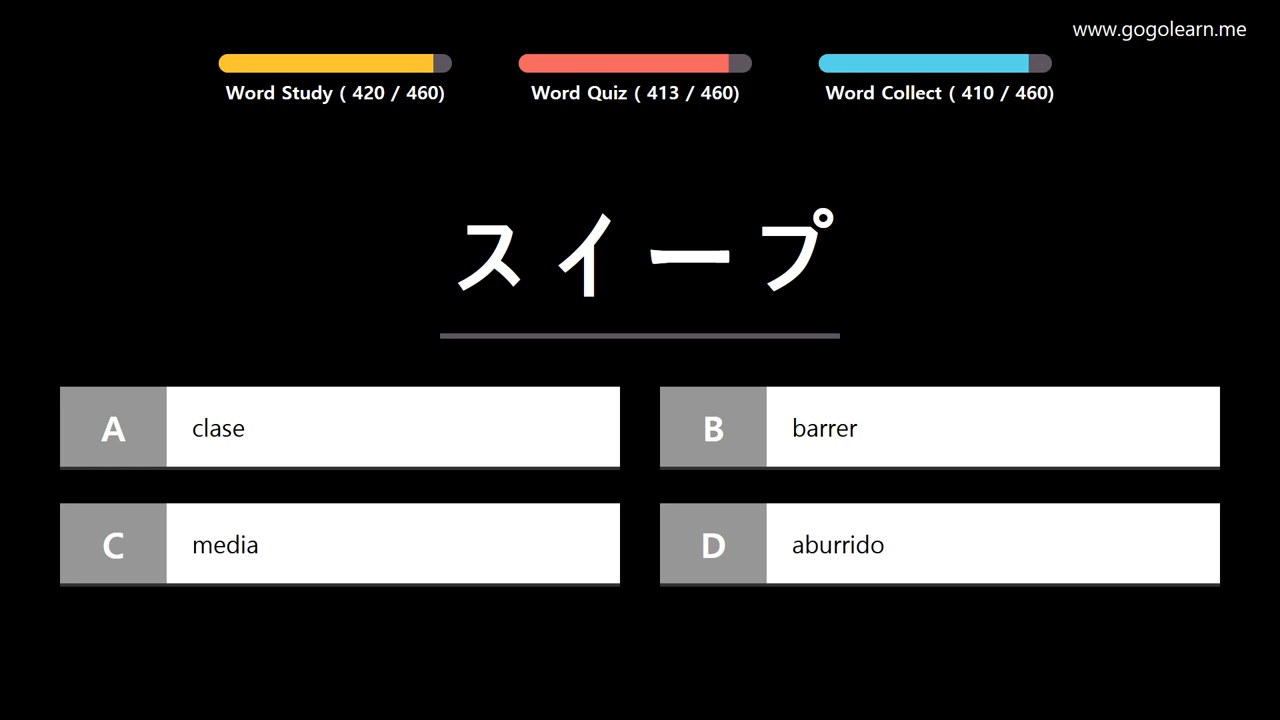 www.gogolearn.me
Word Study ( 420 / 460)
Word Quiz ( 413 / 460)
Word Collect ( 410 / 460)
スイープ
A clase
B barrer
C media
D aburrido